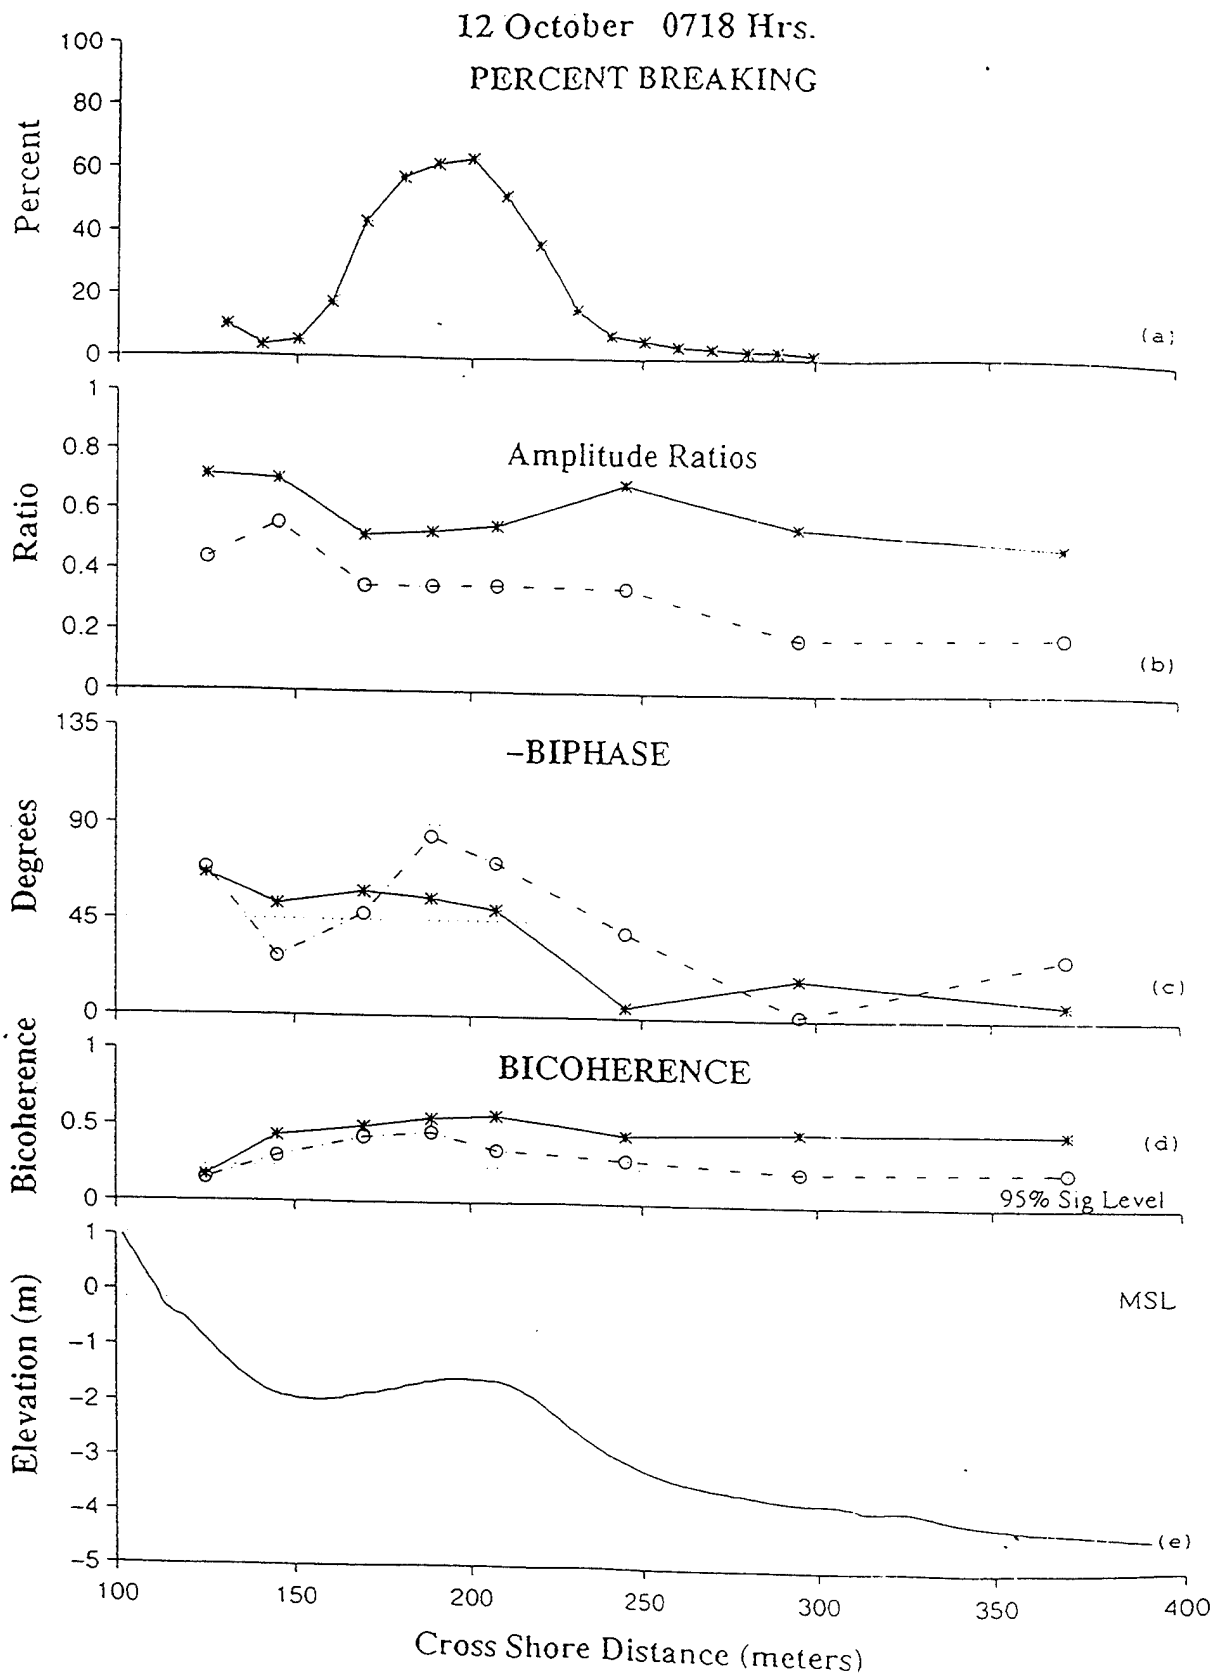 12 October 0718 Hrs.
PERCENT BREAKING
Percent
100
80
60
40
20
0
(a)
Amplitude Ratios
Ratio
1
0.8
0.6
0.4
0.2
0
(b)
-BIPHASE
Degrees
135
90
45
0
(c)
BICOHERENCE
Bicoherence
1
0.5
0
(d)
95% Sig Level
Elevation (m)
1
0
-1
-2
-3
-4
-5
MSL
(e)
100 150 200 250 300 350 400
Cross Shore Distance (meters)